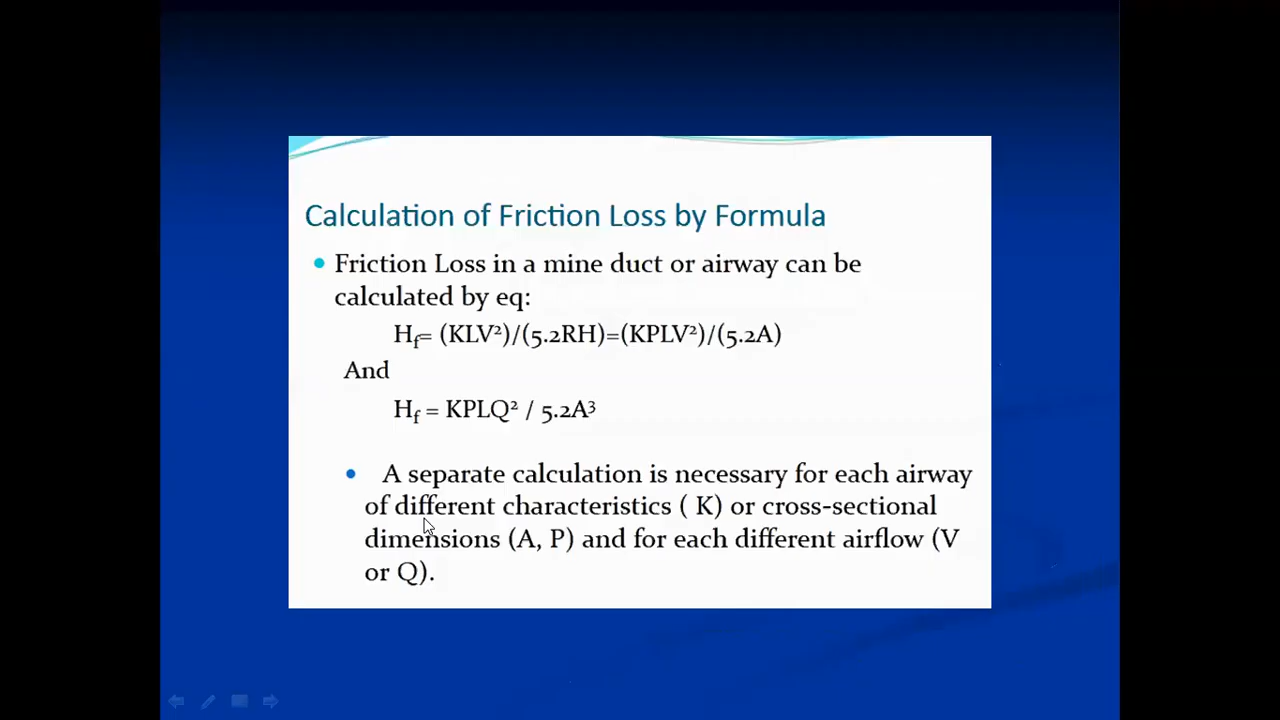 Calculation of Friction Loss by Formula
• Friction Loss in a mine duct or airway can be
calculated by eq:
H_f= (KLV²)/(5.2RH)=(KPLV²)/(5.2A)
And
H_f = KPLQ² / 5.2A³
• A separate calculation is necessary for each airway
of different characteristics ( K) or cross-sectional
dimensions (A, P) and for each different airflow (V
or Q).